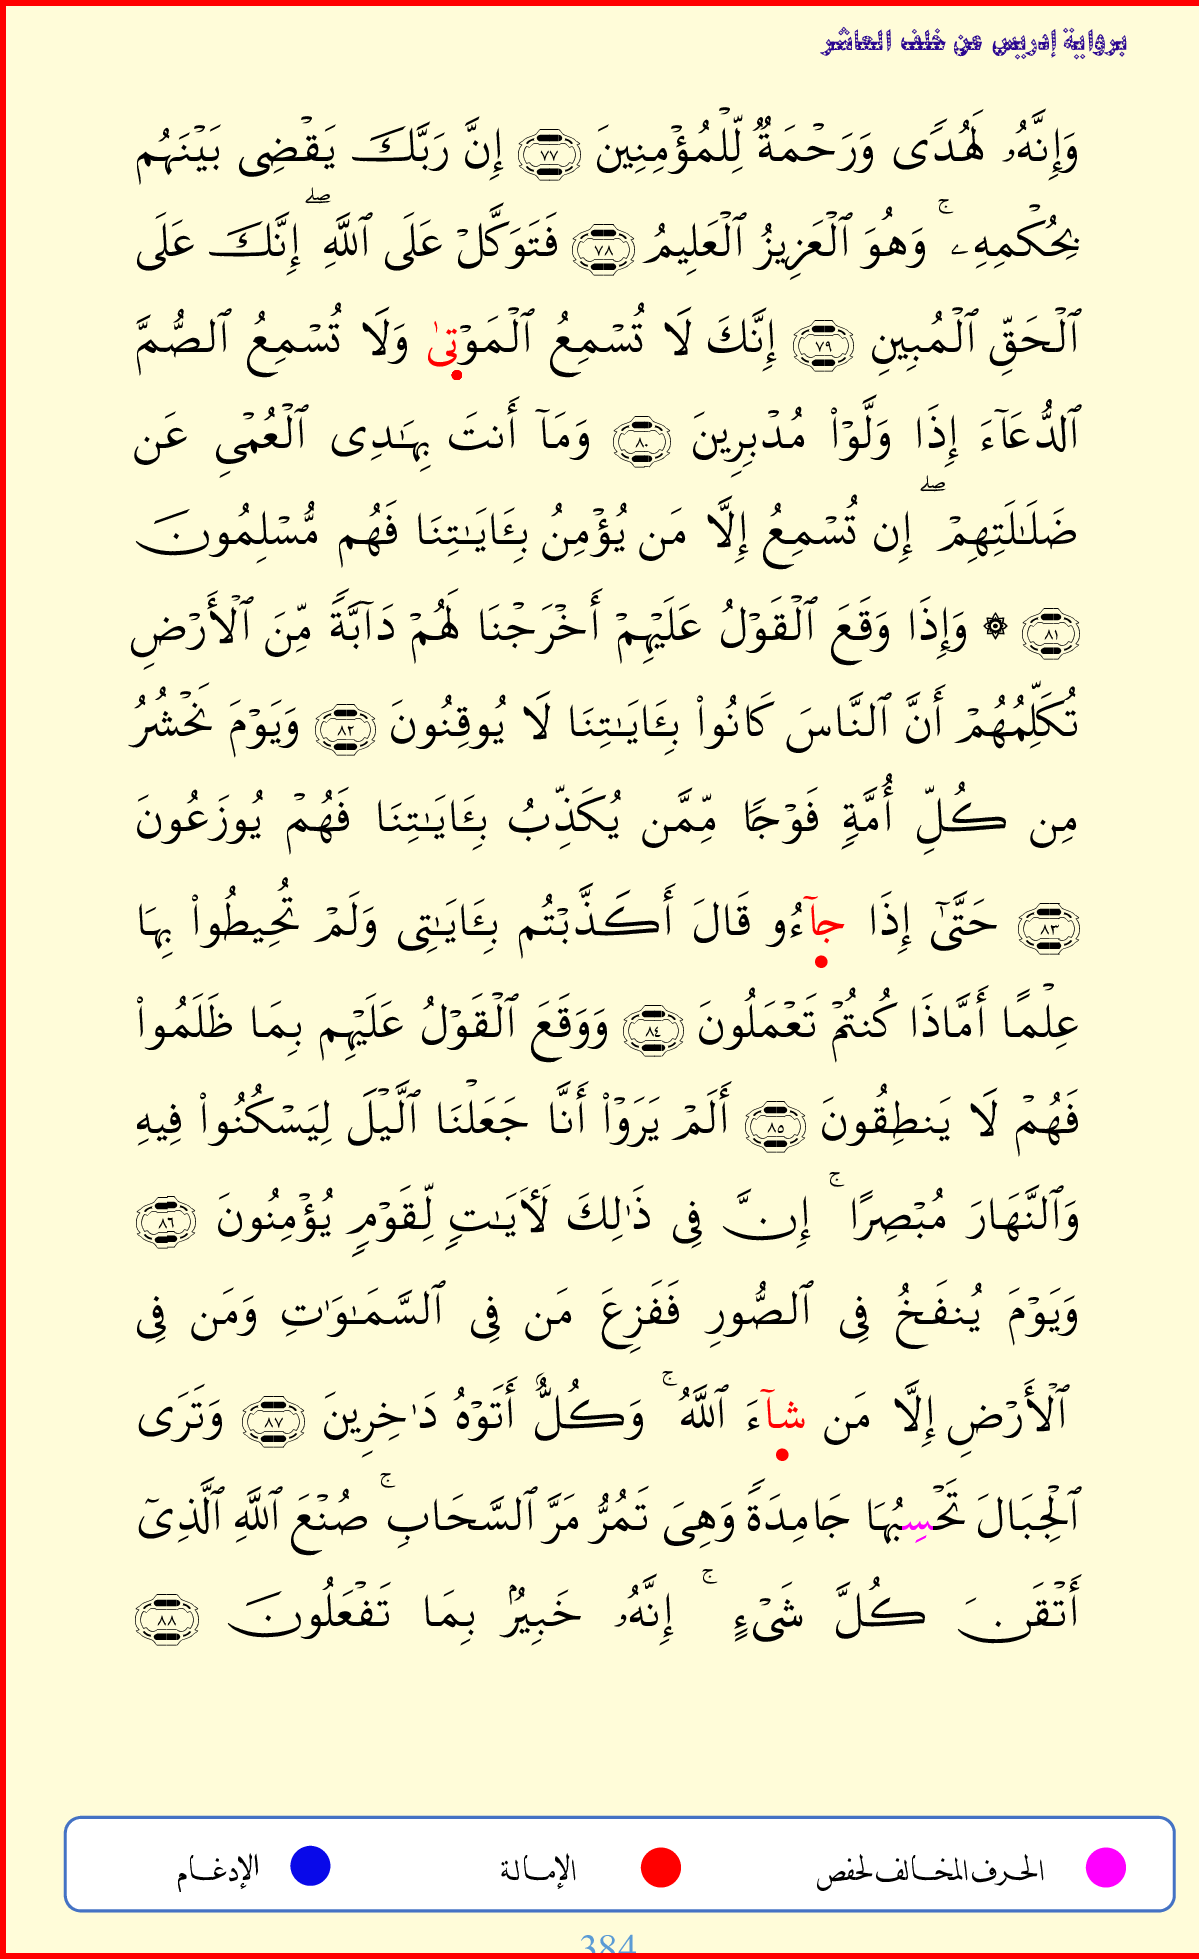 برواية إدريس عن خلف العاشر
وَإِنَّهُۥ لَهُدًى وَرَحْمَةٌ لِّلْمُؤْمِنِينَ ٧٧ إِنَّ رَبَّكَ يَقْضِى بَيْنَهُم
بِحُكْمِهِۦ ۚ وَهُوَ ٱلْعَزِيزُ ٱلْعَلِيمُ ٧٨ فَتَوَكَّلْ عَلَى ٱللَّهِ ۖ إِنَّكَ عَلَى
ٱلْحَقِّ ٱلْمُبِينِ ٧٩ إِنَّكَ لَا تُسْمِعُ ٱلْمَوْتىٰ وَلَا تُسْمِعُ ٱلصُّمَّ
ٱلدُّعَآءَ إِذَا وَلَّوْا۟ مُدْبِرِينَ ٨٠ وَمَآ أَنتَ بِهَـٰدِى ٱلْعُمْىِ عَن
ضَلَـٰلَتِهِمْ ۖ إِن تُسْمِعُ إِلَّا مَن يُؤْمِنُ بِـَٔايَـٰتِنَا فَهُم مُّسْلِمُونَ
٨١ ۞ وَإِذَا وَقَعَ ٱلْقَوْلُ عَلَيْهِمْ أَخْرَجْنَا لَهُمْ دَآبَّةً مِّنَ ٱلْأَرْضِ
تُكَلِّمُهُمْ أَنَّ ٱلنَّاسَ كَانُوا۟ بِـَٔايَـٰتِنَا لَا يُوقِنُونَ ٨٢ وَيَوْمَ نَحْشُرُ
مِن كُلِّ أُمَّةٍ فَوْجًا مِّمَّن يُكَذِّبُ بِـَٔايَـٰتِنَا فَهُمْ يُوزَعُونَ
٨٣ حَتَّىٰٓ إِذَا جآءُو قَالَ أَكَذَّبْتُم بِـَٔايَـٰتِى وَلَمْ تُحِيطُوا۟ بِهَا
عِلْمًا أَمَّاذَا كُنتُمْ تَعْمَلُونَ ٨٤ وَوَقَعَ ٱلْقَوْلُ عَلَيْهِم بِمَا ظَلَمُوا۟
فَهُمْ لَا يَنطِقُونَ ٨٥ أَلَمْ يَرَوْا۟ أَنَّا جَعَلْنَا ٱلَّيْلَ لِيَسْكُنُوا۟ فِيهِ
وَٱلنَّهَارَ مُبْصِرًا ۚ إِنَّ فِى ذَٰلِكَ لَـَٔايَـٰتٍ لِّقَوْمٍ يُؤْمِنُونَ ٨٦
وَيَوْمَ يُنفَخُ فِى ٱلصُّورِ فَفَزِعَ مَن فِى ٱلسَّمَـٰوَٰتِ وَمَن فِى
ٱلْأَرْضِ إِلَّا مَن شآءَ ٱللَّهُ ۚ وَكُلٌّ أَتَوْهُ دَٰخِرِينَ ٨٧ وَتَرَى
ٱلْجِبَالَ تَحْسِبُهَا جَامِدَةً وَهِىَ تَمُرُّ مَرَّ ٱلسَّحَابِ ۚ صُنْعَ ٱللَّهِ ٱلَّذِىٓ
أَتْقَنَ كُلَّ شَىْءٍ ۚ إِنَّهُۥ خَبِيرٌۢ بِمَا تَفْعَلُونَ ٨٨
الحرف المخالف لحفص الإمالة الإدغام
384